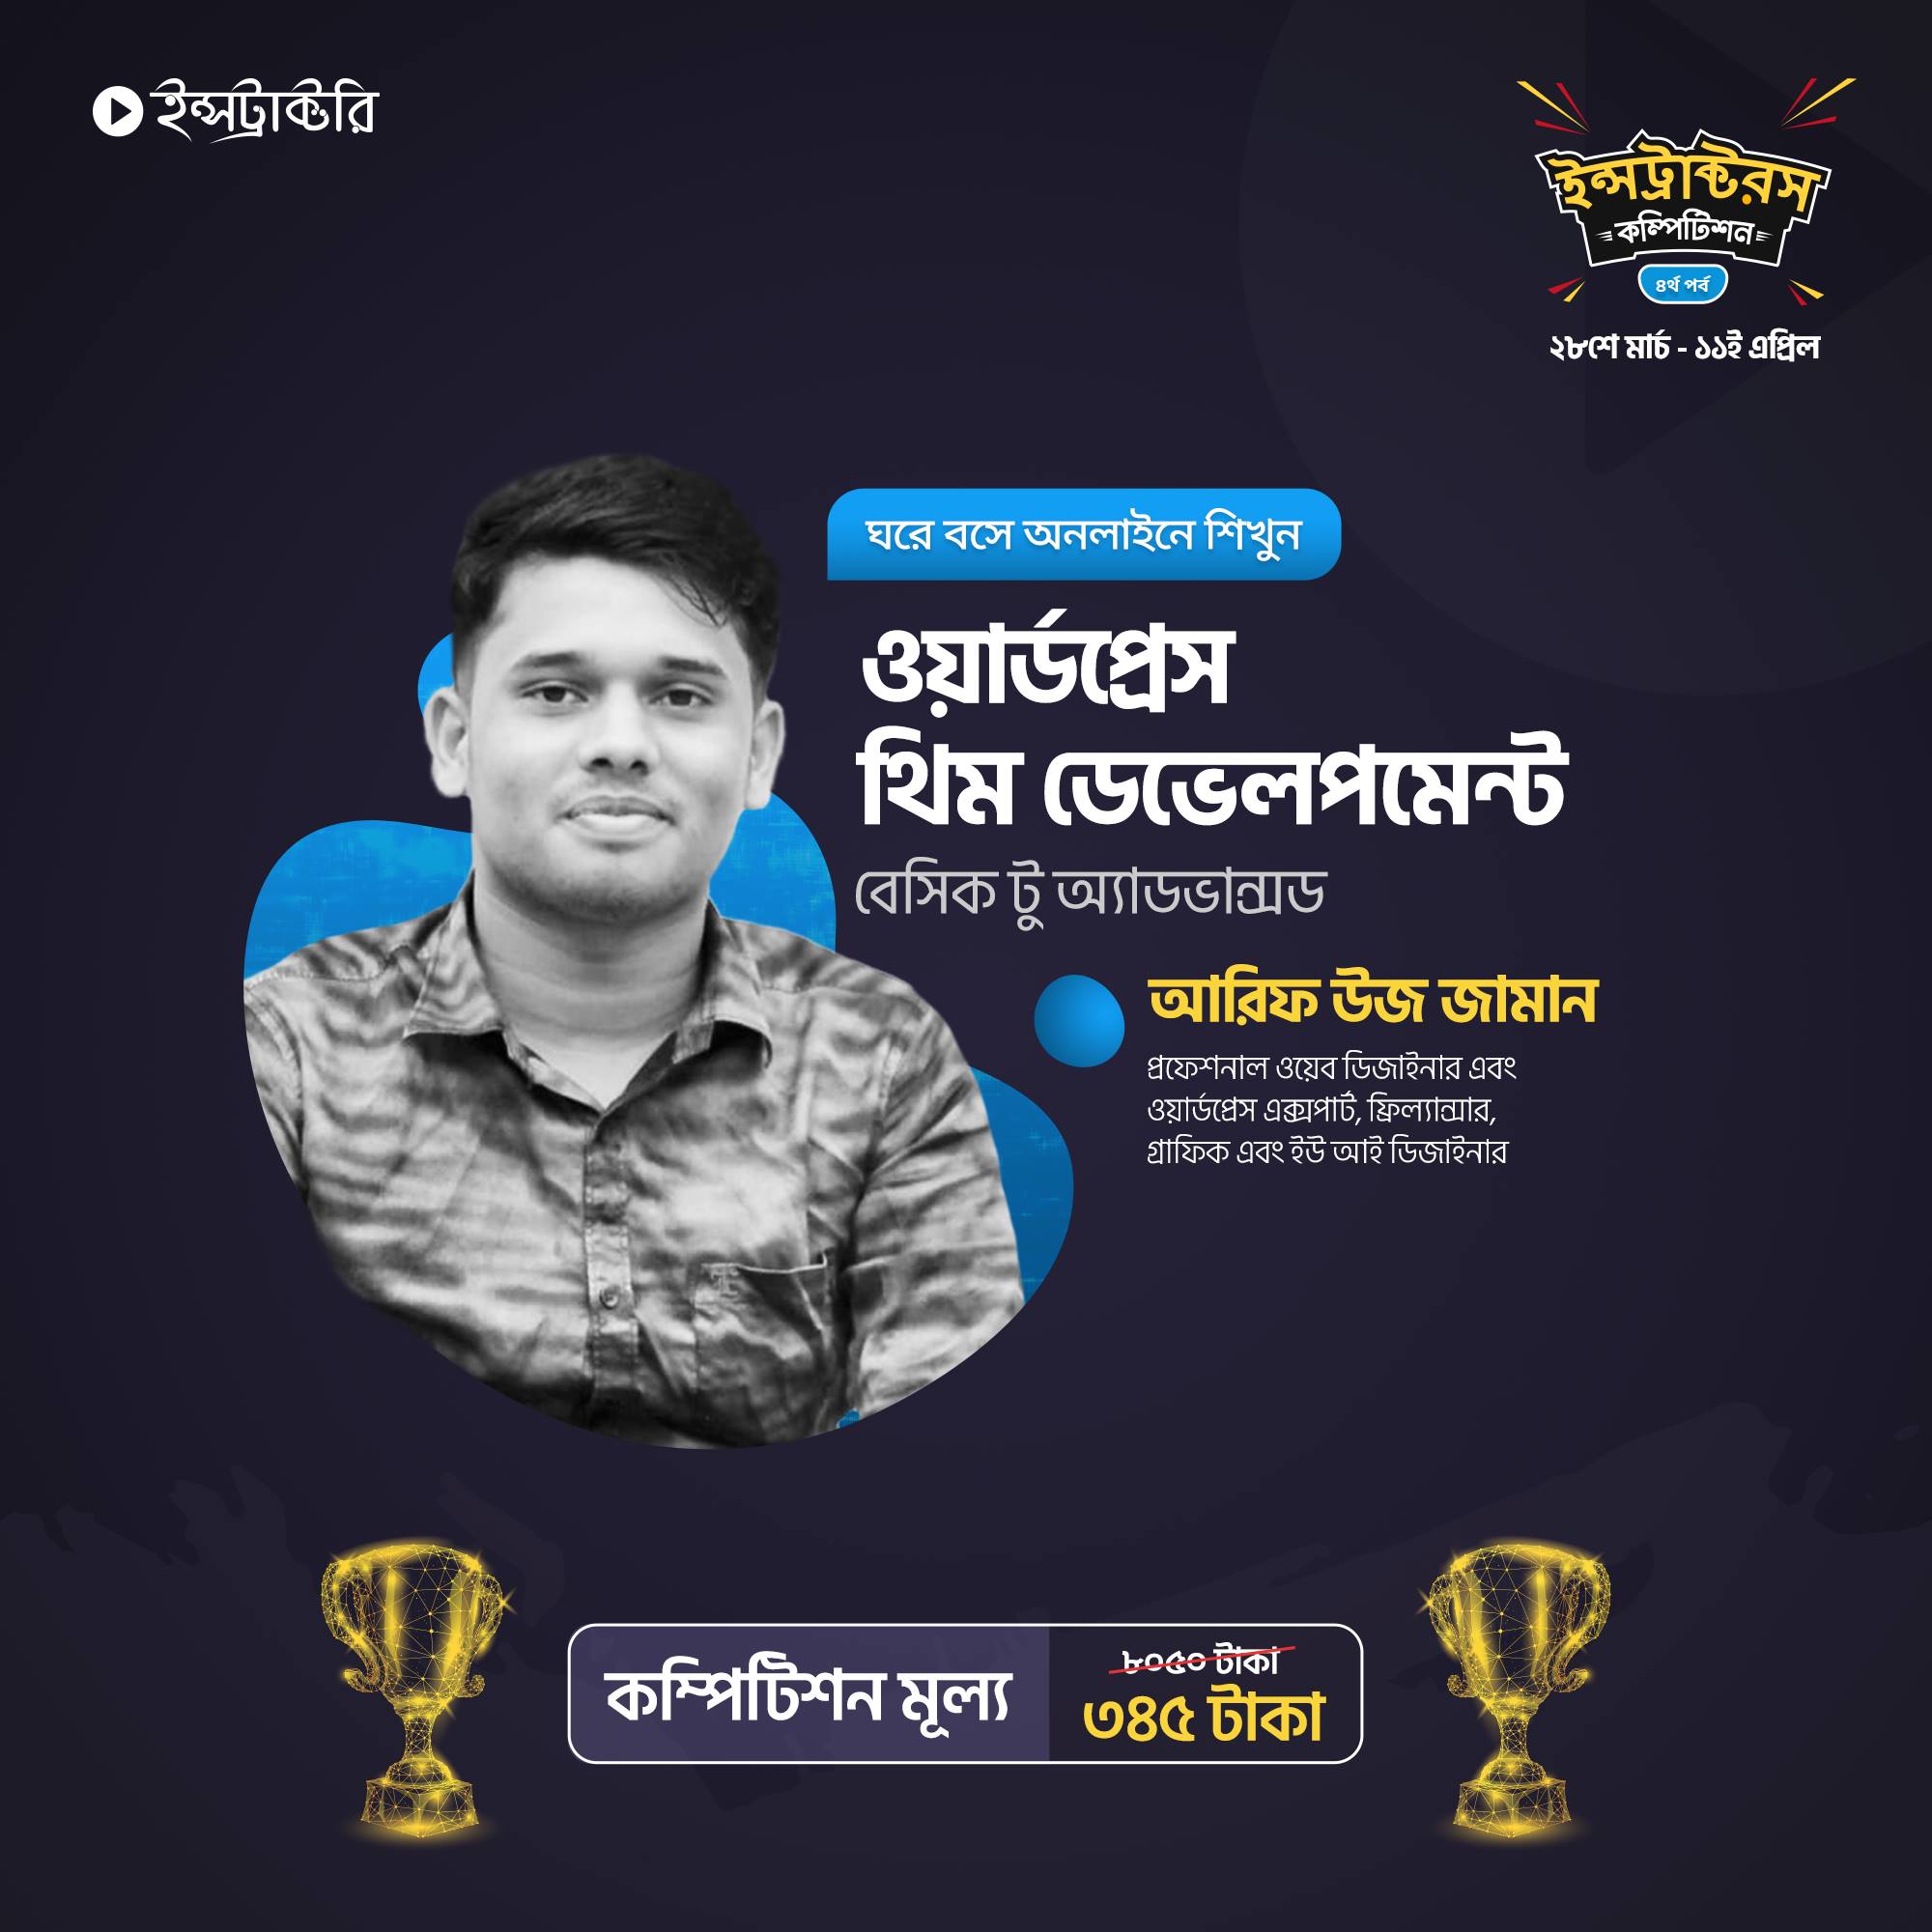 ইন্সট্রাক্টরি
ইন্সট্রাক্টরস
কম্পিটিশন
৪র্থ পর্ব
২৮শে মার্চ - ১১ই এপ্রিল
ঘরে বসে অনলাইনে শিখুন
ওয়ার্ডপ্রেস
থিম ডেভেলপমেন্ট
বেসিক টু অ্যাডভান্সড
আরিফ উজ জামান
প্রফেশনাল ওয়েব ডিজাইনার এবং
ওয়ার্ডপ্রেস এক্সপার্ট, ফ্রিল্যান্সার,
গ্রাফিক এবং ইউ আই ডিজাইনার
কম্পিটিশন মূল্য
৮০৫০ টাকা
৩৪৫ টাকা